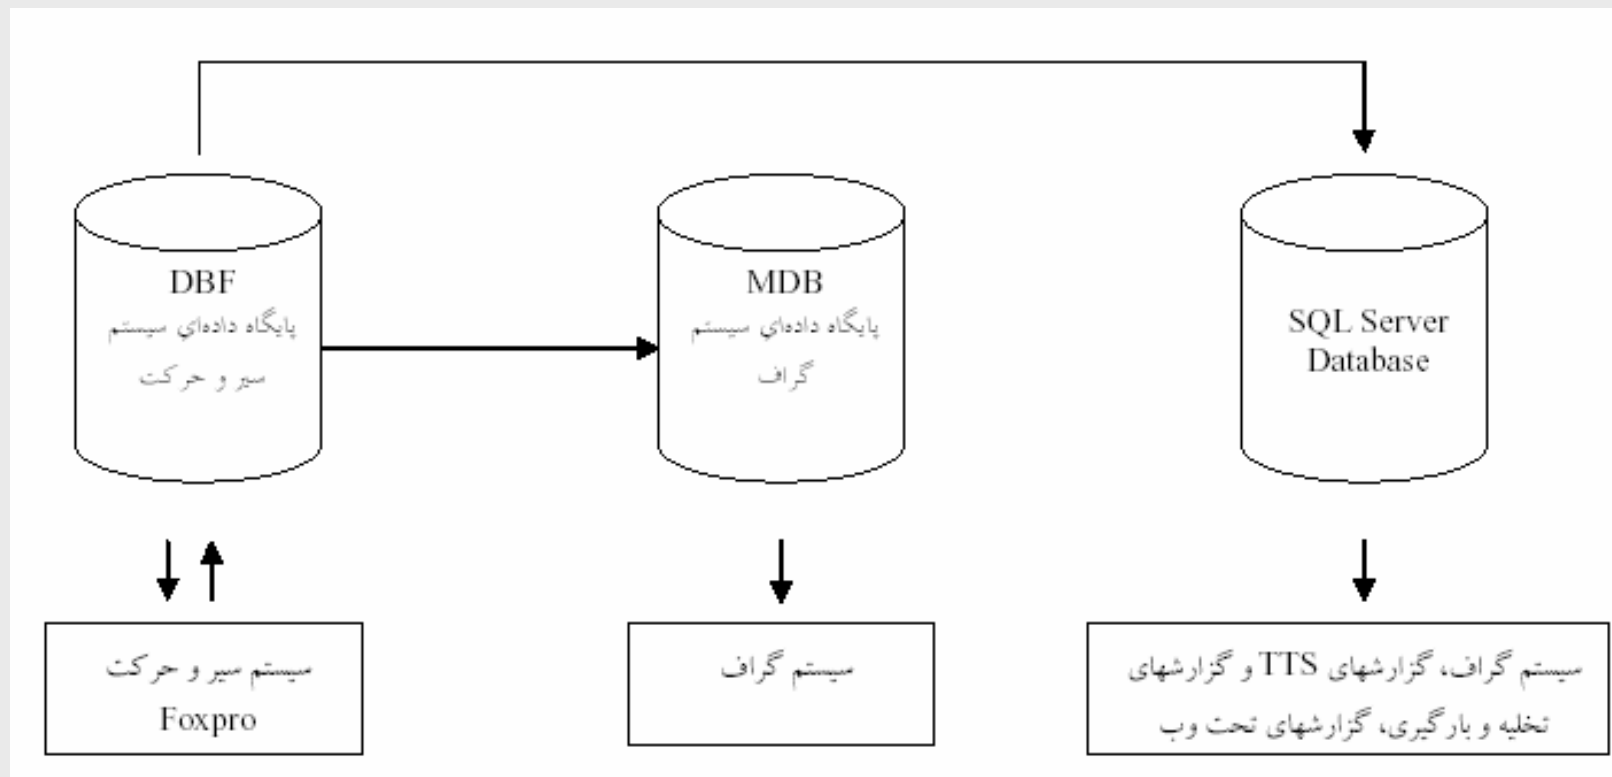 DBF
پایگاه داده‌ایِ سیستم
سیر و حرکت
MDB
پایگاه داده‌ایِ سیستم
گراف
SQL Server
Database
سیستم سیر و حرکت
Foxpro
سیستم گراف
سیستم گراف، گزارشهای TTS و گزارشهای
تخلیه و بارگیری، گزارشهای تحت وب